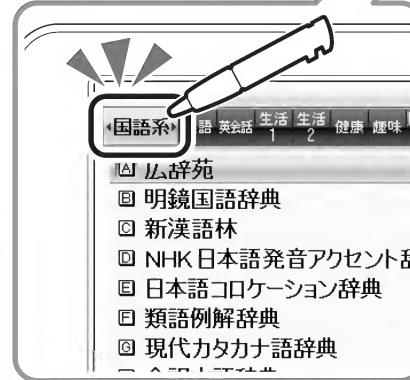 国語系 語 英会話 生活1 生活2 健康 趣味
A 広辞苑
B 明鏡国語辞典
C 新漢語林
D NHK日本語発音アクセント
E 日本語コロケーション辞典
F 類語例解辞典
G 現代カタカナ語辞典